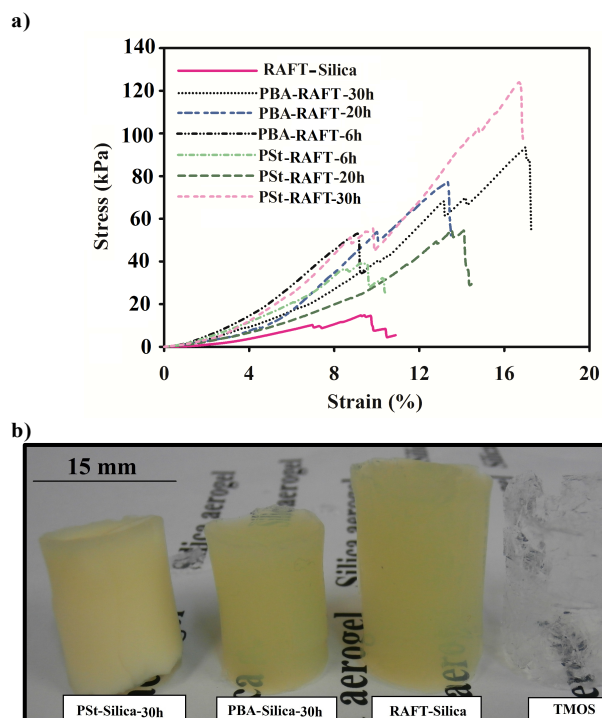 a)
140
120
100
80
60
40
20
0
Stress (kPa)
RAFT-Silica
PBA-RAFT-30h
PBA-RAFT-20h
PBA-RAFT-6h
PSt-RAFT-6h
PSt-RAFT-20h
PSt-RAFT-30h
0 4 8 12 16 20
Strain (%)
b)
15 mm
aerogel
Silica aerogel
aerogel
PSt-Silica-30h PBA-Silica-30h RAFT-Silica TMOS